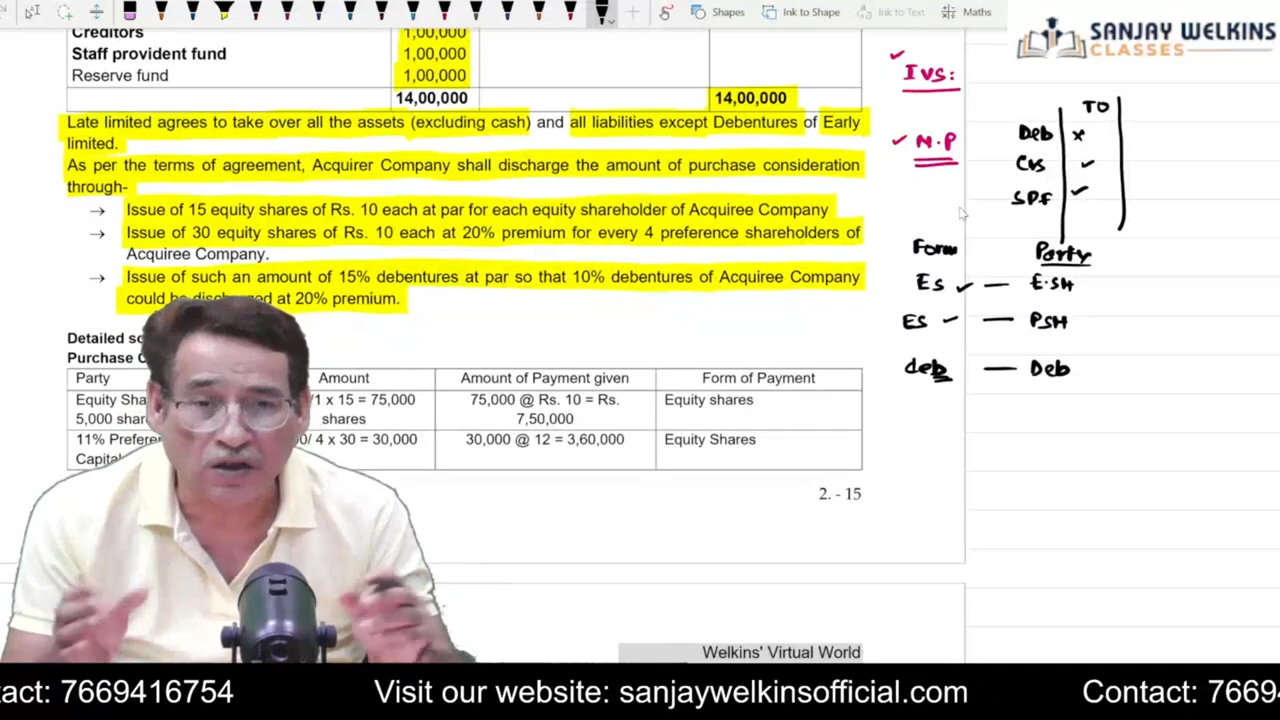 Shapes
Ink to Shape
Ink to Text
Maths
SANJAY WELKINS
CLASSES
Creditors 1,00,000
Staff provident fund 1,00,000
Reserve fund 1,00,000
14,00,000 14,00,000
Late limited agrees to take over all the assets (excluding cash) and all liabilities except Debentures of Early
limited.
As per the terms of agreement, Acquirer Company shall discharge the amount of purchase consideration
through-
→ Issue of 15 equity shares of Rs. 10 each at par for each equity shareholder of Acquiree Company
→ Issue of 30 equity shares of Rs. 10 each at 20% premium for every 4 preference shareholders of
Acquiree Company.
→ Issue of such an amount of 15% debentures at par so that 10% debentures of Acquiree Company
could be discharged at 20% premium.
Detailed
Purchase
Party Amount Amount of Payment given Form of Payment
Equity /1 x 15 = 75,000 75,000 @ Rs. 10 = Rs. Equity shares
5,000 shares 7,50,000
11% / 4 x 30 = 30,000 30,000 @ 12 = 3,60,000 Equity Shares
2. - 15
Welkins' Virtual World
✓ IVS:
✓ N.P
TO
Deb ×
CVS ✓
SPF ✓
Form Party
ES ✓ — E.SH
ES ✓ — PSH
deb — Deb
tact: 7669416754 Visit our website: sanjaywelkinsofficial.com Contact: 7669